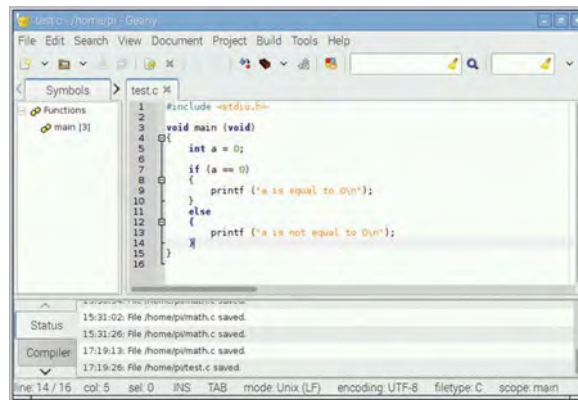 test.c - /home/pi - Geany
File Edit Search View Document Project Build Tools Help
Symbols
test.c
Functions
main [3]
1 #include <stdio.h>
2
3 void main (void)
4 {
5 int a = 0;
6
7 if (a == 0)
8 {
9 printf ("a is equal to 0\n");
10 }
11 else
12 {
13 printf ("a is not equal to 0\n");
14 }
15 }
16
Status
Compiler
File /home/pi/math.c saved.
15:31:02: File /home/pi/math.c saved.
15:31:26: File /home/pi/math.c saved.
17:19:13: File /home/pi/math.c saved.
17:19:26: File /home/pi/test.c saved.
line: 14 / 16 col: 5 sel: 0 INS TAB mode: Unix (LF) encoding: UTF-8 filetype: C scope: main